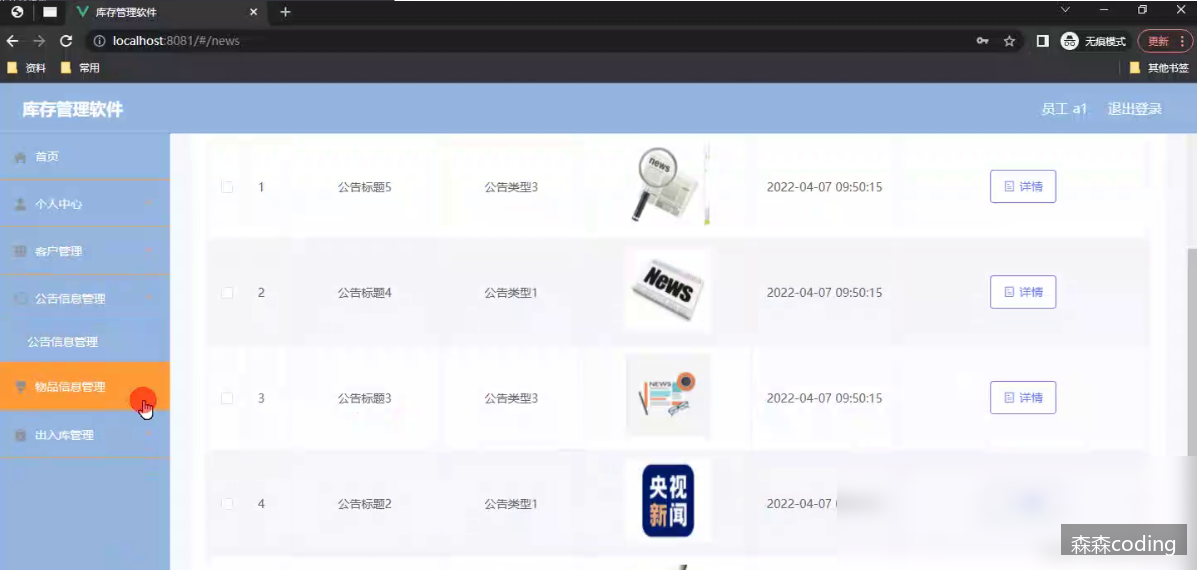 库存管理软件
localhost:8081/#/news
无痕模式
更新
资料
常用
其他书签
库存管理软件
员工 a1
退出登录
首页
个人中心
客户管理
公告信息管理
公告信息管理
物品信息管理
出入库管理
1 公告标题5 公告类型3 news 2022-04-07 09:50:15 详情
2 公告标题4 公告类型1 News 2022-04-07 09:50:15 详情
3 公告标题3 公告类型3 NEWS 2022-04-07 09:50:15 详情
4 公告标题2 公告类型1 央视新闻 2022-04-07
森森coding